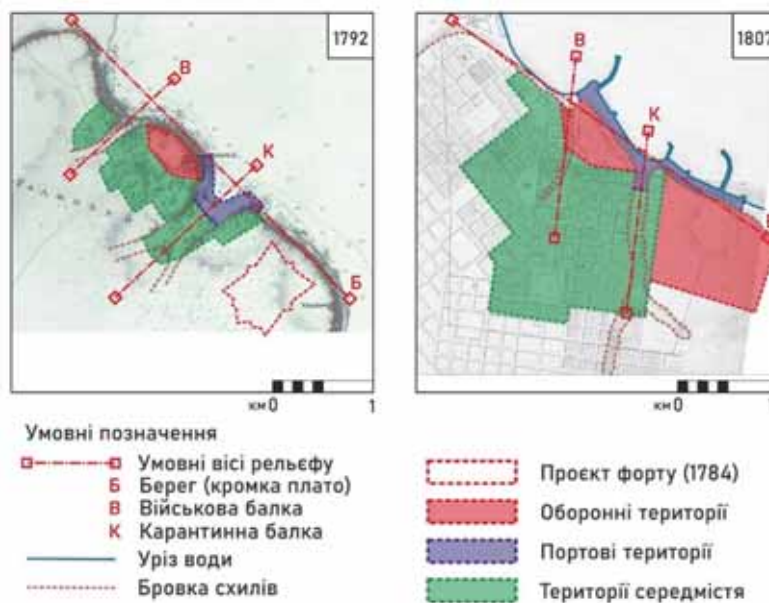 1792
В
К
Б
км 0 1
1807
В
К
Б
км 0 1
Умовні позначення
Умовні вісі рельєфу
Б Берег (кромка плато)
В Військова балка
К Карантинна балка
Уріз води
Бровка схилів
Проєкт форту (1784)
Оборонні території
Портові території
Території середмістя